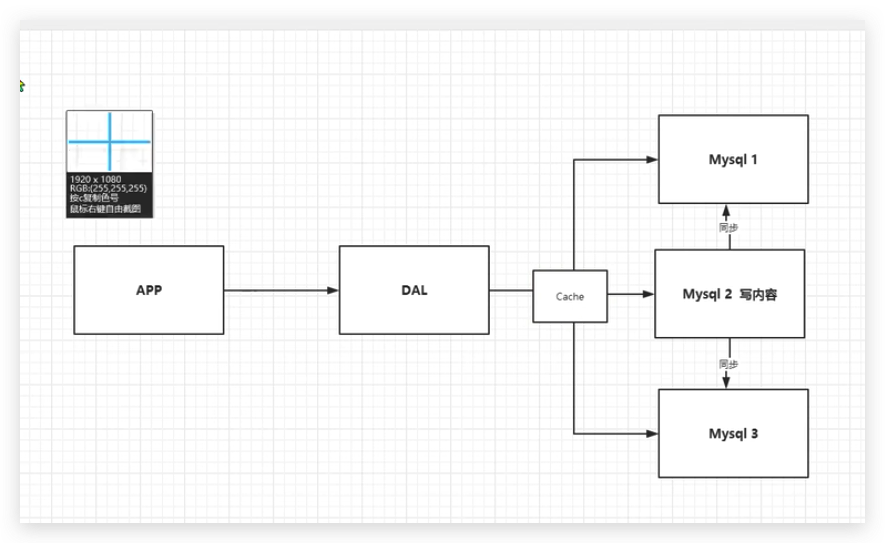 1920 x 1080
RGB:(255,255,255)
按c复制色号
鼠标右键自由截图
Mysql 1
同步
APP
DAL
Cache
Mysql 2 写内容
同步
Mysql 3